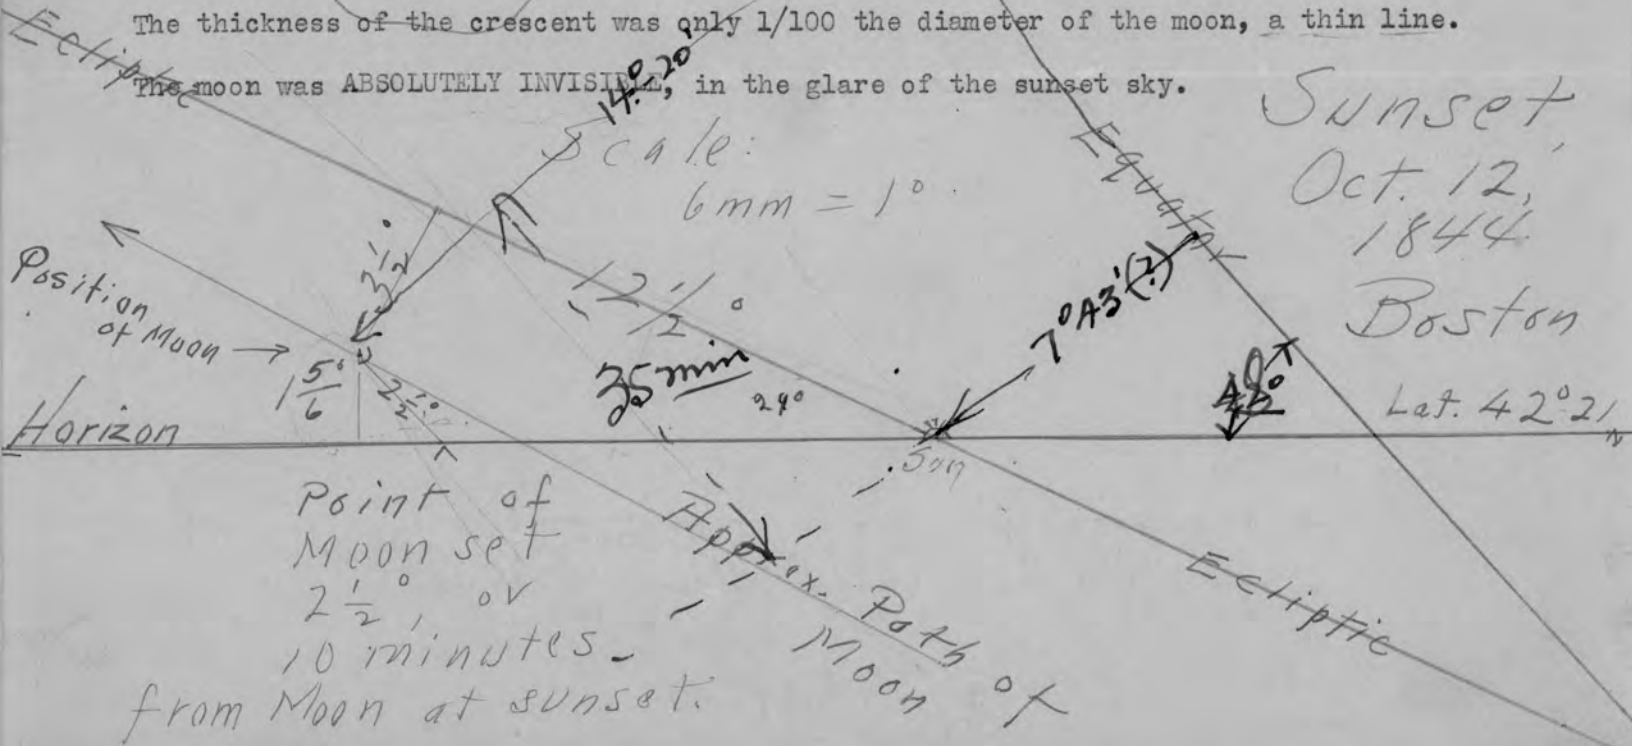 The thickness of the crescent was only 1/100 the diameter of the moon, a thin line.
The moon was ABSOLUTELY INVISIBLE, in the glare of the sunset sky.
Ecliptic
14°-20'
Scale:
6mm = 1°
Equator
Sunset,
Oct. 12,
1844
Boston
Lat. 42°21'
3 1/2°
12 1/2°
35 min
24°
7°
Position
of Moon →
1 5/6°
2 1/2°
Horizon
Sun
Point of
Moon set
2 1/2°, or
10 minutes
from Moon at sunset.
Approx. Path of
Moon
Ecliptic